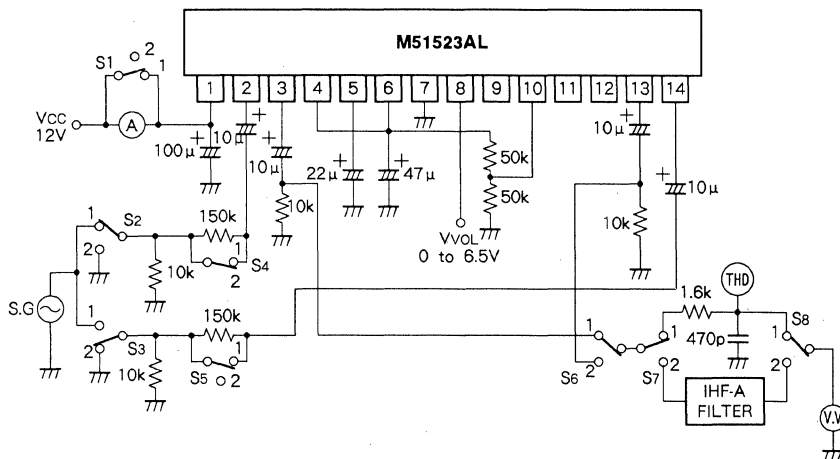 M51523AL
1 2 3 4 5 6 7 8 9 10 11 12 13 14
S1 2 1
VCC
12V
A
100μ + 10μ +
10μ +
22μ +
47μ +
50k
50k
10μ +
10μ +
10k
10k
VVOL
0 to 6.5V
1 S2
2
150k
1
2 S4
10k
S.G
1
2 S3
150k
1
S5 2
10k
1
S6 2
1
S7 2
1.6k
THD
470p
S8
1
2
IHF-A
FILTER